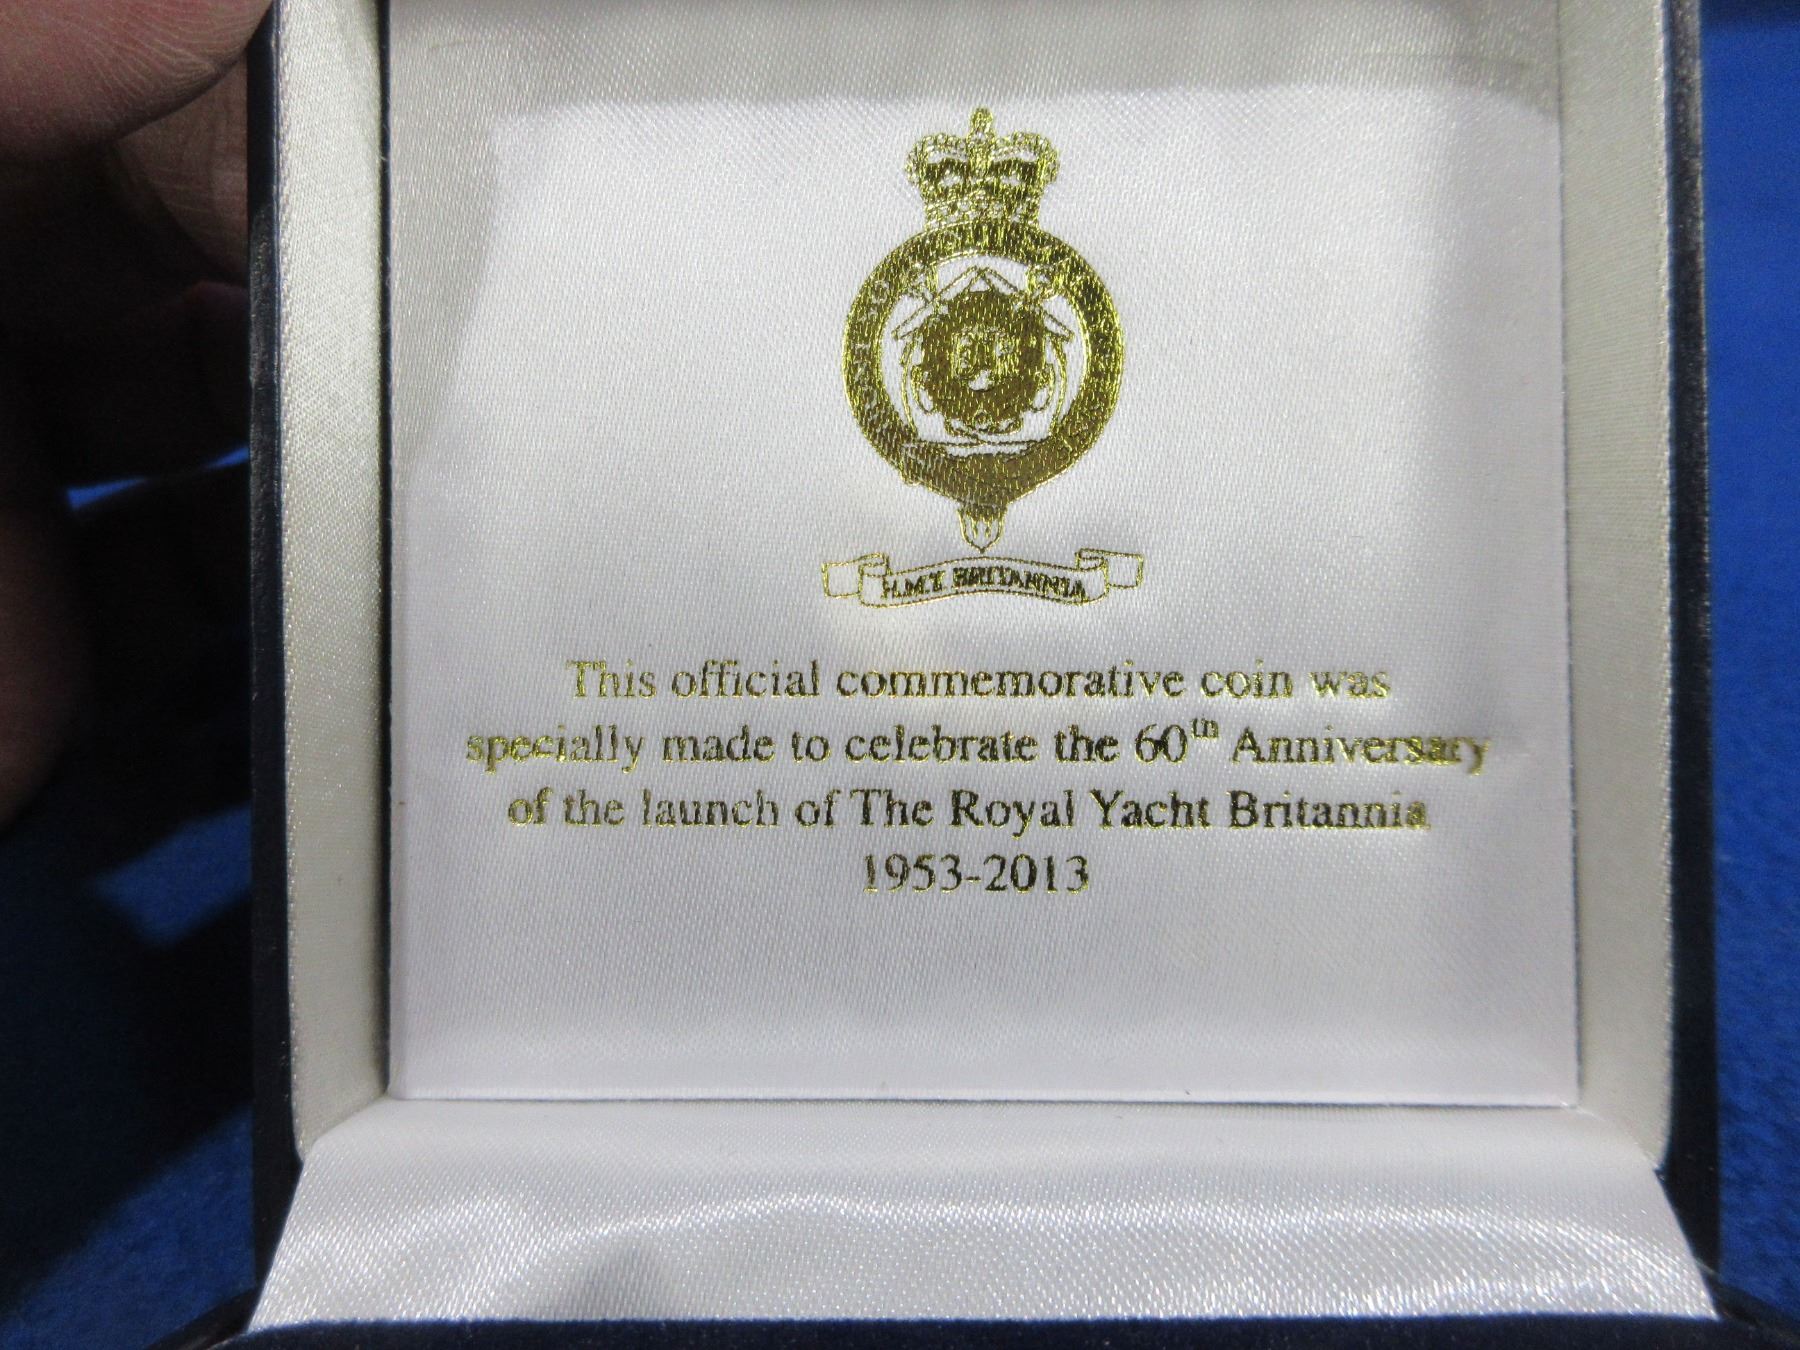 H.M.Y. BRITANNIA
This official commemorative coin was
specially made to celebrate the 60th Anniversary
of the launch of The Royal Yacht Britannia
1953-2013